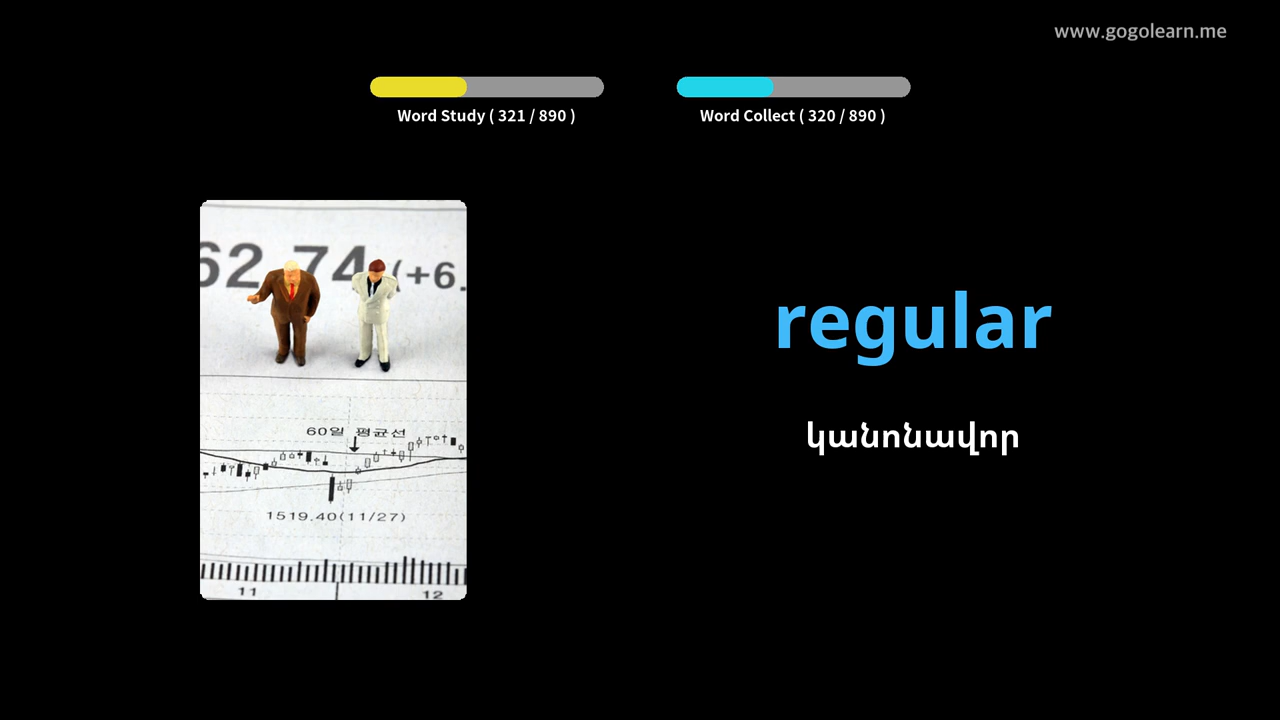 www.gogolearn.me
Word Study ( 321 / 890 )
Word Collect ( 320 / 890 )
62.74(+6.
regular
կանոնավոր
60일 평균선
1519.40(11/27)
11
12